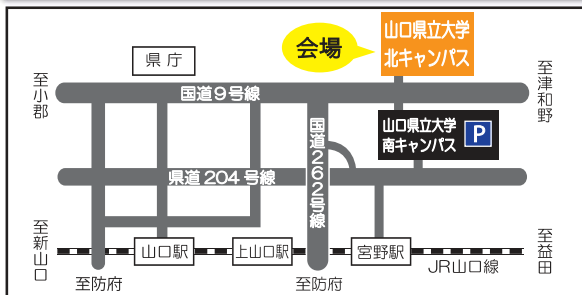 山口県立大学
北キャンパス
会場
県庁
至小郡
至津和野
国道9号線
山口県立大学
南キャンパス
P
国道262号線
県道204号線
至新山口
山口駅
上山口駅
宮野駅
至益田
JR山口線
至防府
至防府